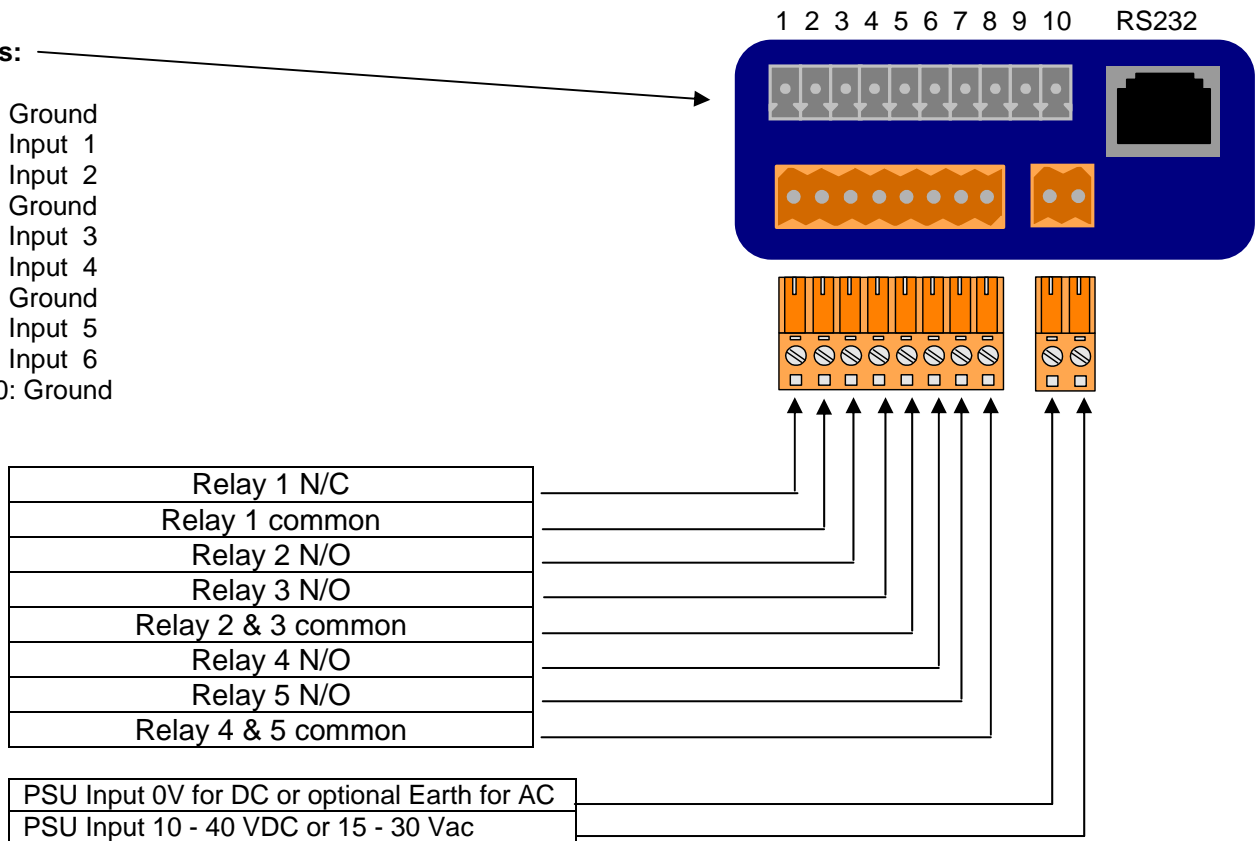 1 2 3 4 5 6 7 8 9 10 RS232
s:
Ground
Input 1
Input 2
Ground
Input 3
Input 4
Ground
Input 5
Input 6
0: Ground
Relay 1 N/C
Relay 1 common
Relay 2 N/O
Relay 3 N/O
Relay 2 & 3 common
Relay 4 N/O
Relay 5 N/O
Relay 4 & 5 common
PSU Input 0V for DC or optional Earth for AC
PSU Input 10 - 40 VDC or 15 - 30 Vac